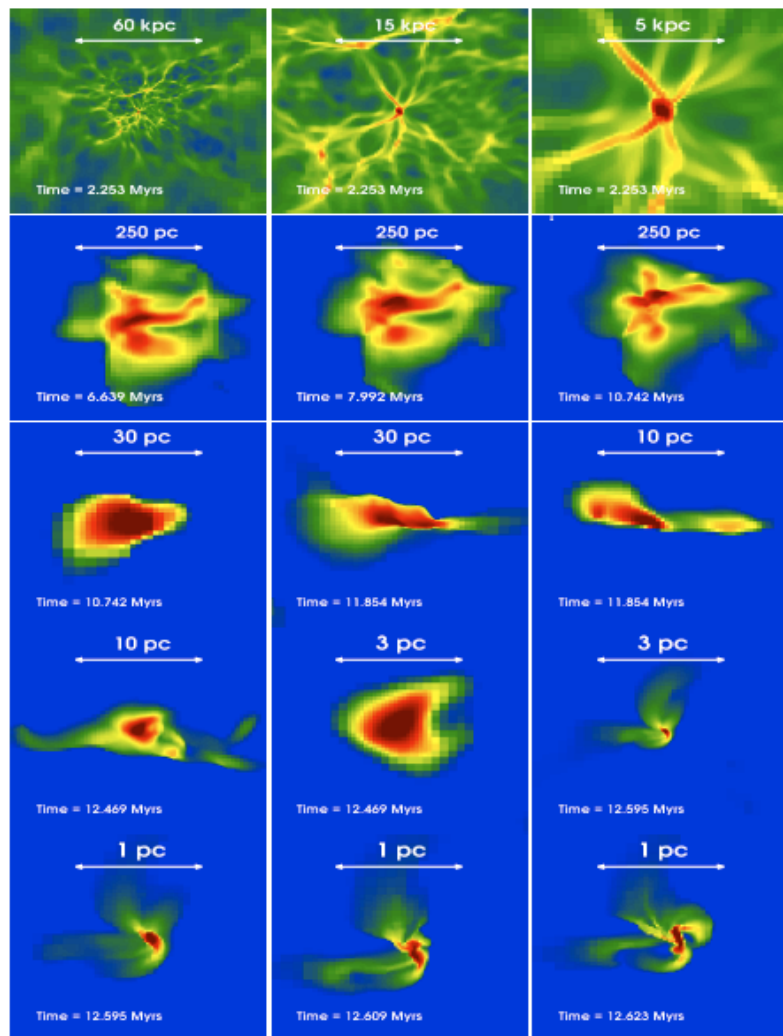 60 kpc
Time = 2.253 Myrs
15 kpc
Time = 2.253 Myrs
5 kpc
Time = 2.253 Myrs
250 pc
Time = 6.639 Myrs
250 pc
Time = 7.992 Myrs
250 pc
Time = 10.742 Myrs
30 pc
Time = 10.742 Myrs
30 pc
Time = 11.854 Myrs
10 pc
Time = 11.854 Myrs
10 pc
Time = 12.469 Myrs
3 pc
Time = 12.469 Myrs
3 pc
Time = 12.595 Myrs
1 pc
Time = 12.595 Myrs
1 pc
Time = 12.609 Myrs
1 pc
Time = 12.623 Myrs